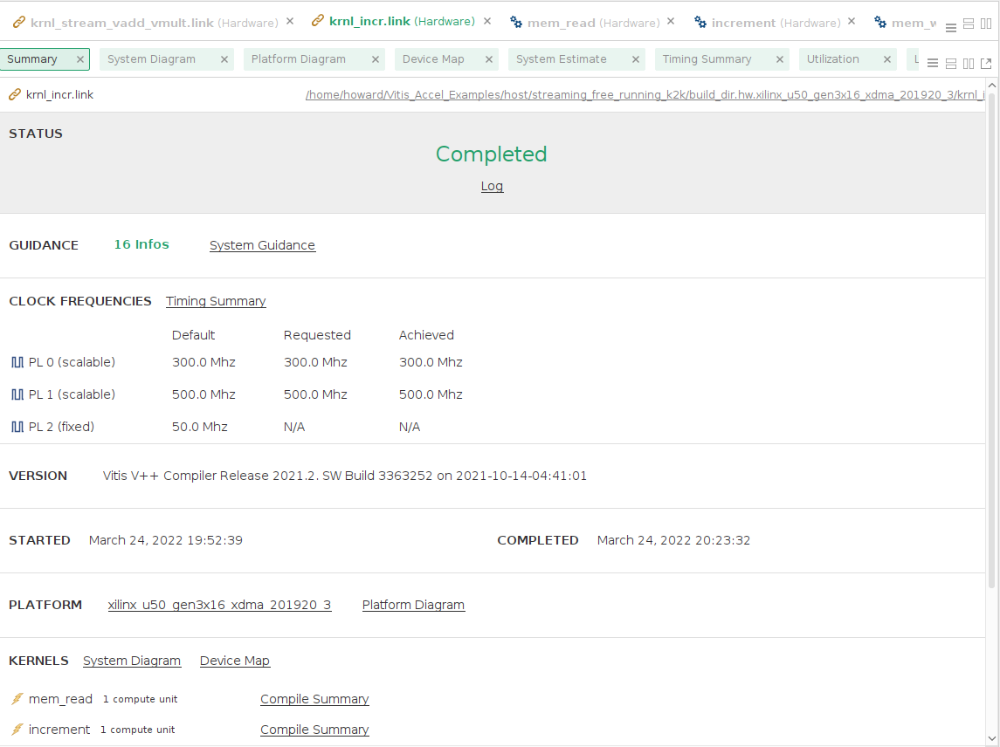 krnl_stream_vadd_vmult.link (Hardware) krnl_incr.link (Hardware) mem_read (Hardware) increment (Hardware) mem_w
Summary System Diagram Platform Diagram Device Map System Estimate Timing Summary Utilization
krnl_incr.link /home/howard/Vitis_Accel_Examples/host/streaming_free_running_k2k/build_dir.hw.xilinx_u50_gen3x16_xdma_201920_3/krnl_i
STATUS
Completed
Log
GUIDANCE 16 Infos System Guidance
CLOCK FREQUENCIES Timing Summary
Default Requested Achieved
PL 0 (scalable) 300.0 Mhz 300.0 Mhz 300.0 Mhz
PL 1 (scalable) 500.0 Mhz 500.0 Mhz 500.0 Mhz
PL 2 (fixed) 50.0 Mhz N/A N/A
VERSION Vitis V++ Compiler Release 2021.2. SW Build 3363252 on 2021-10-14-04:41:01
STARTED March 24, 2022 19:52:39 COMPLETED March 24, 2022 20:23:32
PLATFORM xilinx_u50_gen3x16_xdma_201920_3 Platform Diagram
KERNELS System Diagram Device Map
mem_read 1 compute unit Compile Summary
increment 1 compute unit Compile Summary